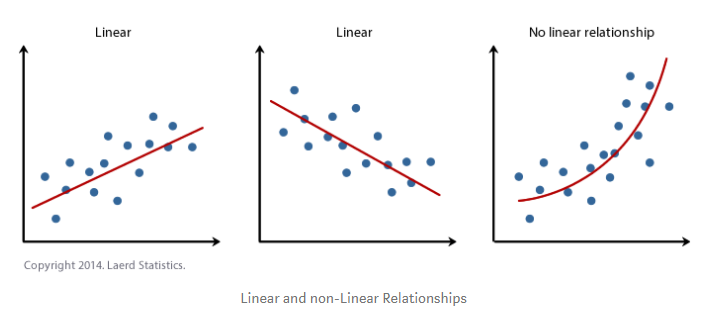 Linear
Linear
No linear relationship
Copyright 2014. Laerd Statistics.
Linear and non-Linear Relationships